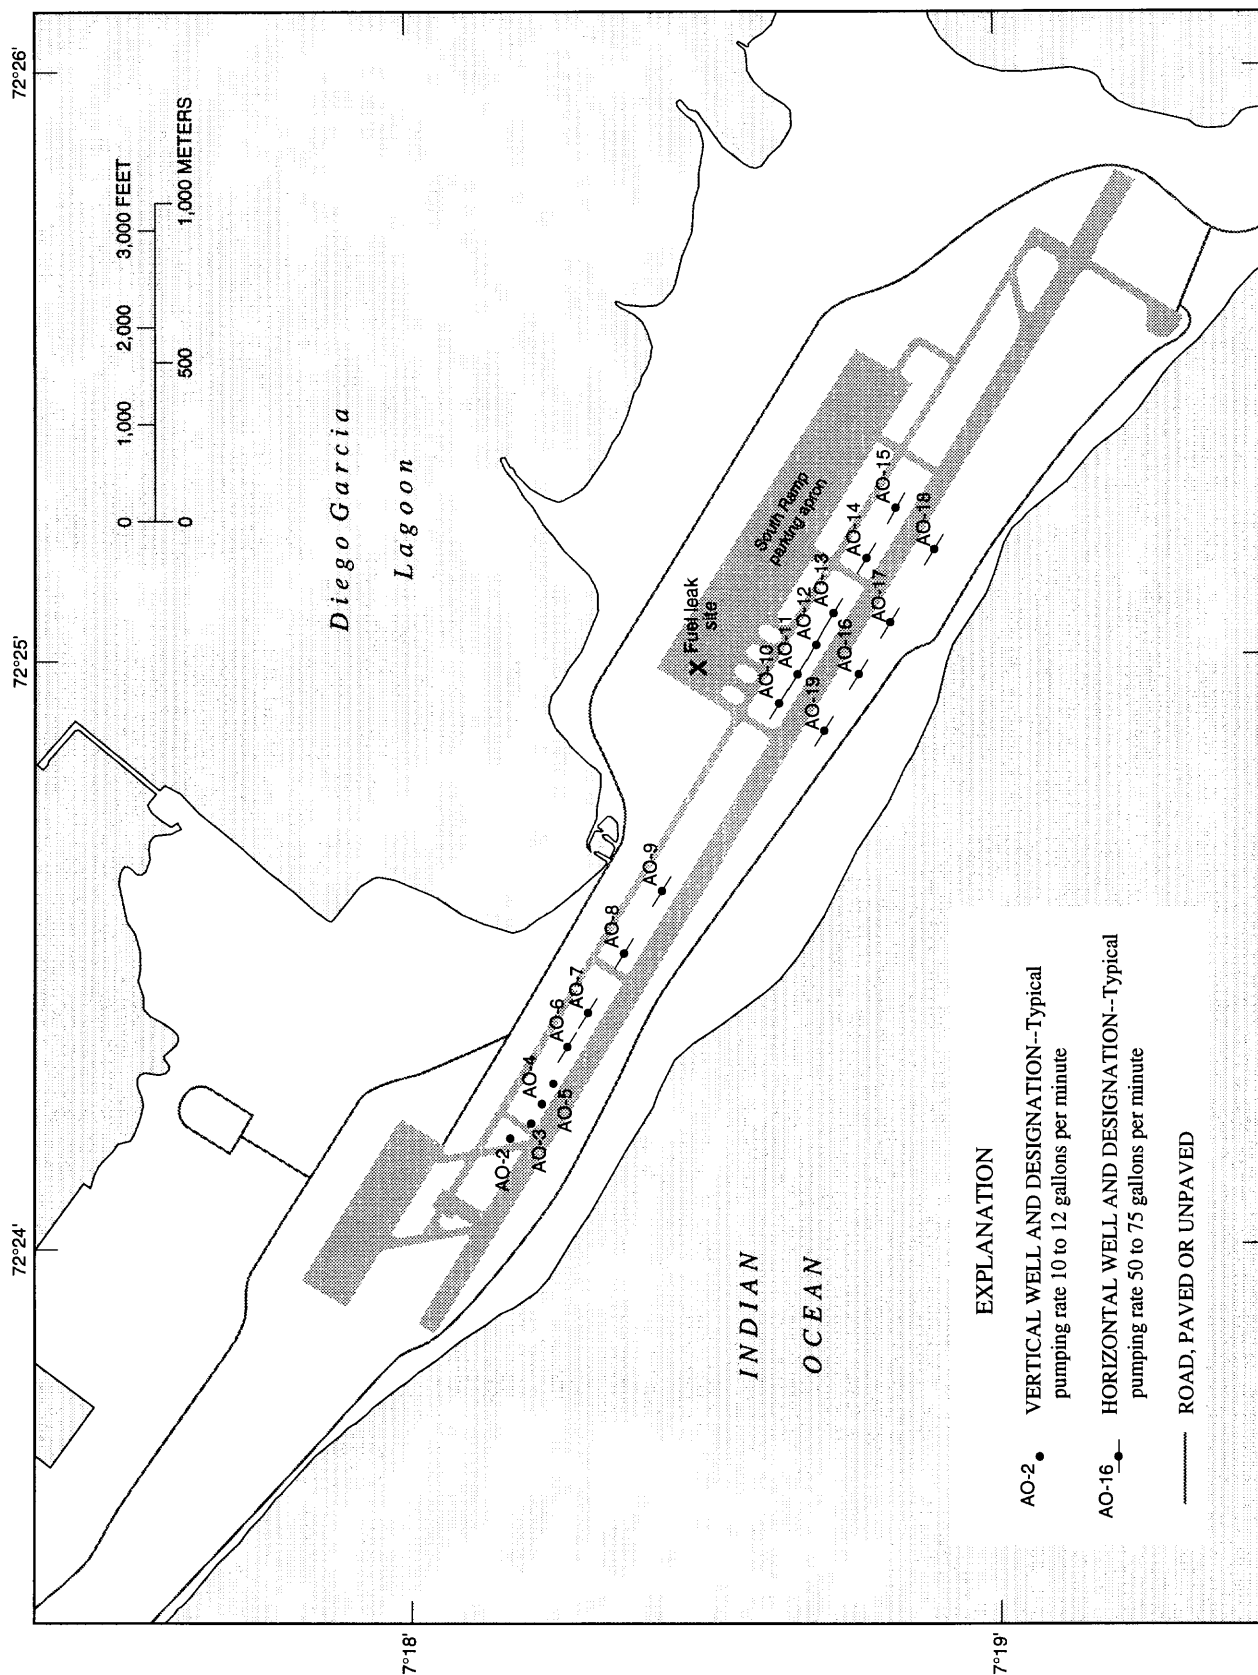 72°24'
72°25'
72°26'
7°18'
7°19'
0 1,000 2,000 3,000 FEET
0 500 1,000 METERS
Diego Garcia
Lagoon
South Ramp
parking apron
Fuel leak
site
AO-2
AO-3
AO-4
AO-5
AO-6
AO-7
AO-8
AO-9
AO-10
AO-11
AO-12
AO-13
AO-14
AO-15
AO-16
AO-17
AO-18
AO-19
INDIAN
OCEAN
EXPLANATION
AO-2 VERTICAL WELL AND DESIGNATION--Typical
pumping rate 10 to 12 gallons per minute
AO-16 HORIZONTAL WELL AND DESIGNATION--Typical
pumping rate 50 to 75 gallons per minute
ROAD, PAVED OR UNPAVED